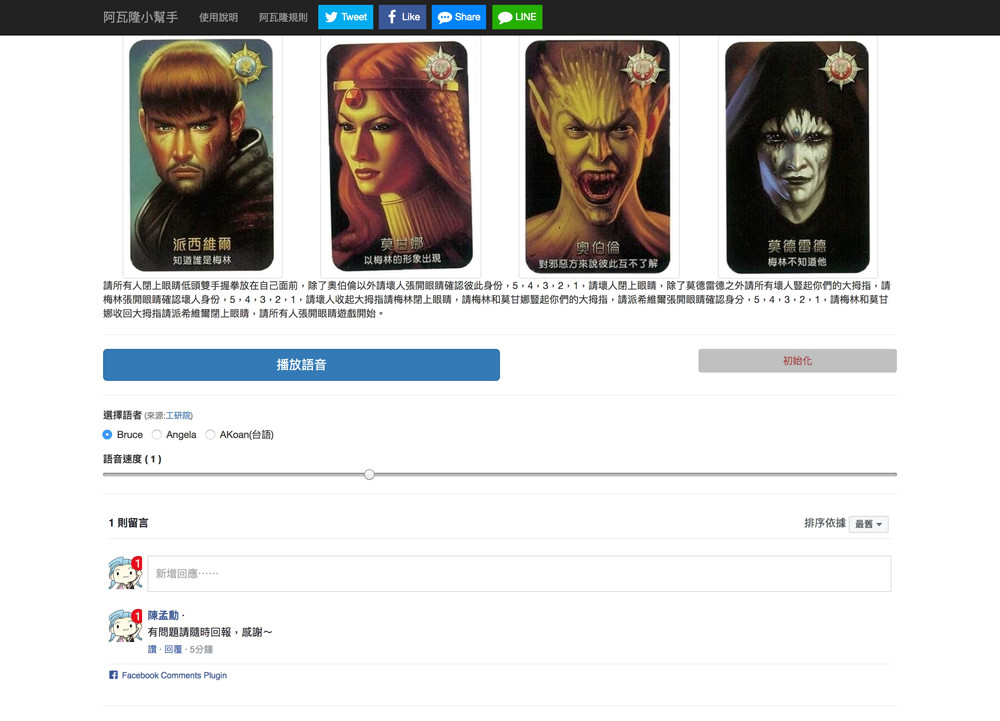 阿瓦隆小幫手 使用說明 阿瓦隆規則 Tweet Like Share LINE
派西維爾
知道誰是梅林
莫甘娜
以梅林的形象出現
奧伯倫
對邪惡方來說彼此互不了解
莫德雷德
梅林不知道他
請所有人閉上眼睛低頭雙手握拳放在自己面前，除了奧伯倫以外請壞人張開眼睛確認彼此身份，5，4，3，2，1，請壞人閉上眼睛，除了莫德雷德之外請所有壞人豎起你們的大拇指，請
梅林張開眼睛確認壞人身份，5，4，3，2，1，請壞人收起大拇指請梅林閉上眼睛，請梅林和莫甘娜豎起你們的大拇指，請派希維爾張開眼睛確認身分，5，4，3，2，1，請梅林和莫甘
娜收回大拇指請派希維爾閉上眼睛，請所有人張開眼睛遊戲開始。
播放語音 初始化
選擇語者 (來源:工研院)
Bruce Angela AKoan(台語)
語音速度 ( 1 )
1 則留言 排序依據 最舊
1
新增回應……
1
陳孟勳 ·
有問題請隨時回報，感謝～
讚 · 回覆 · 5分鐘
Facebook Comments Plugin